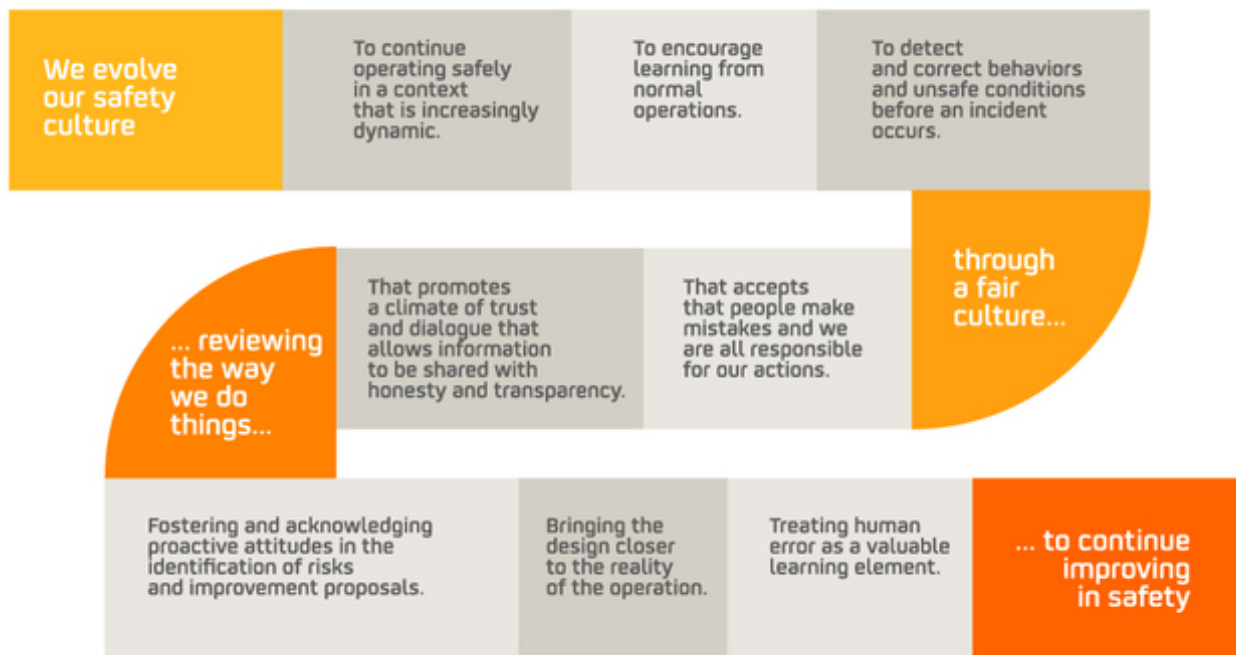 We evolve
our safety
culture
To continue
operating safely
in a context
that is increasingly
dynamic.
To encourage
learning from
normal
operations.
To detect
and correct behaviors
and unsafe conditions
before an incident
occurs.
through
a fair
culture...
That accepts
that people make
mistakes and we
are all responsible
for our actions.
That promotes
a climate of trust
and dialogue that
allows information
to be shared with
honesty and transparency.
... reviewing
the way
we do
things...
Fostering and acknowledging
proactive attitudes in the
identification of risks
and improvement proposals.
Bringing the
design closer
to the reality
of the operation.
Treating human
error as a valuable
learning element.
... to continue
improving
in safety